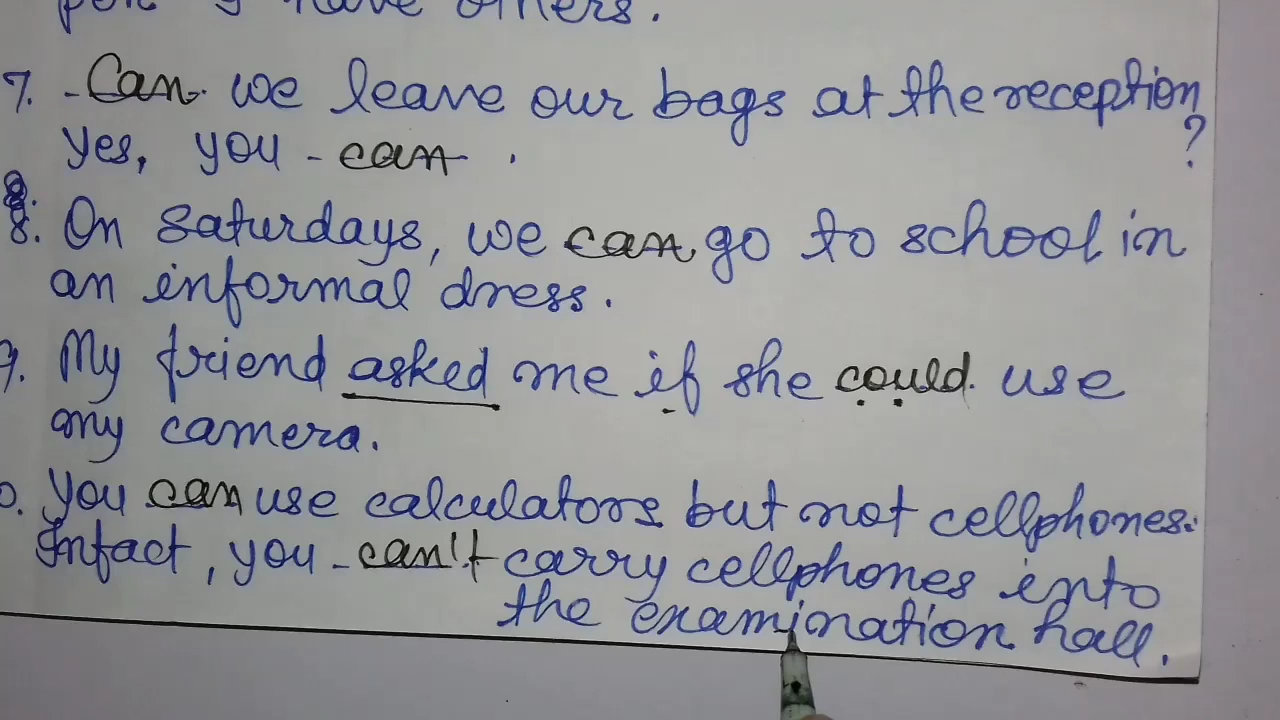 have others.
7. Can we leave our bags at the reception?
Yes, you can.
8. On Saturdays, we can go to school in
an informal dress.
9. My friend asked me if she could use
my camera.
0. You can use calculators but not cellphones.
Infact, you can't carry cellphones into
the examination hall.